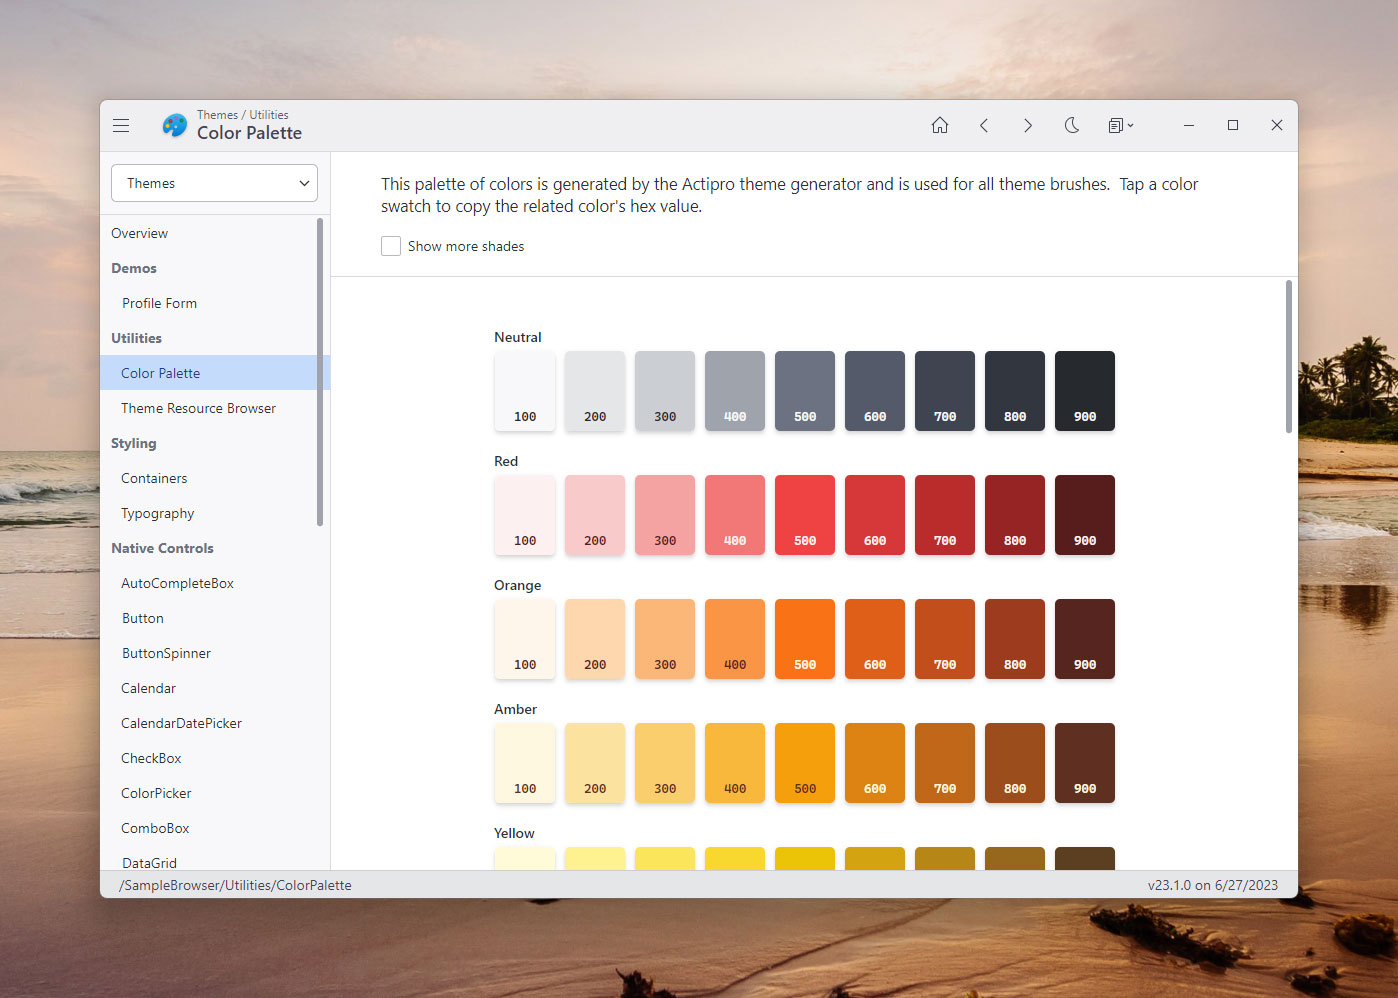 Themes / Utilities
Color Palette
Themes
Overview
Demos
Profile Form
Utilities
Color Palette
Theme Resource Browser
Styling
Containers
Typography
Native Controls
AutoCompleteBox
Button
ButtonSpinner
Calendar
CalendarDatePicker
CheckBox
ColorPicker
ComboBox
DataGrid
This palette of colors is generated by the Actipro theme generator and is used for all theme brushes.  Tap a color
swatch to copy the related color's hex value.
Show more shades
Neutral
100 200 300 400 500 600 700 800 900
Red
100 200 300 400 500 600 700 800 900
Orange
100 200 300 400 500 600 700 800 900
Amber
100 200 300 400 500 600 700 800 900
Yellow
/SampleBrowser/Utilities/ColorPalette
v23.1.0 on 6/27/2023